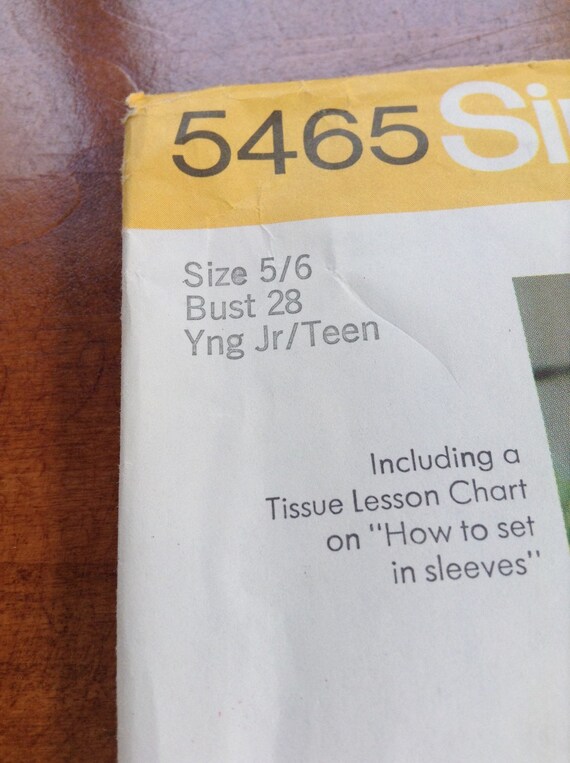 5465 Sim
Size 5/6
Bust 28
Yng Jr/Teen
Including a
Tissue Lesson Chart
on "How to set
in sleeves"